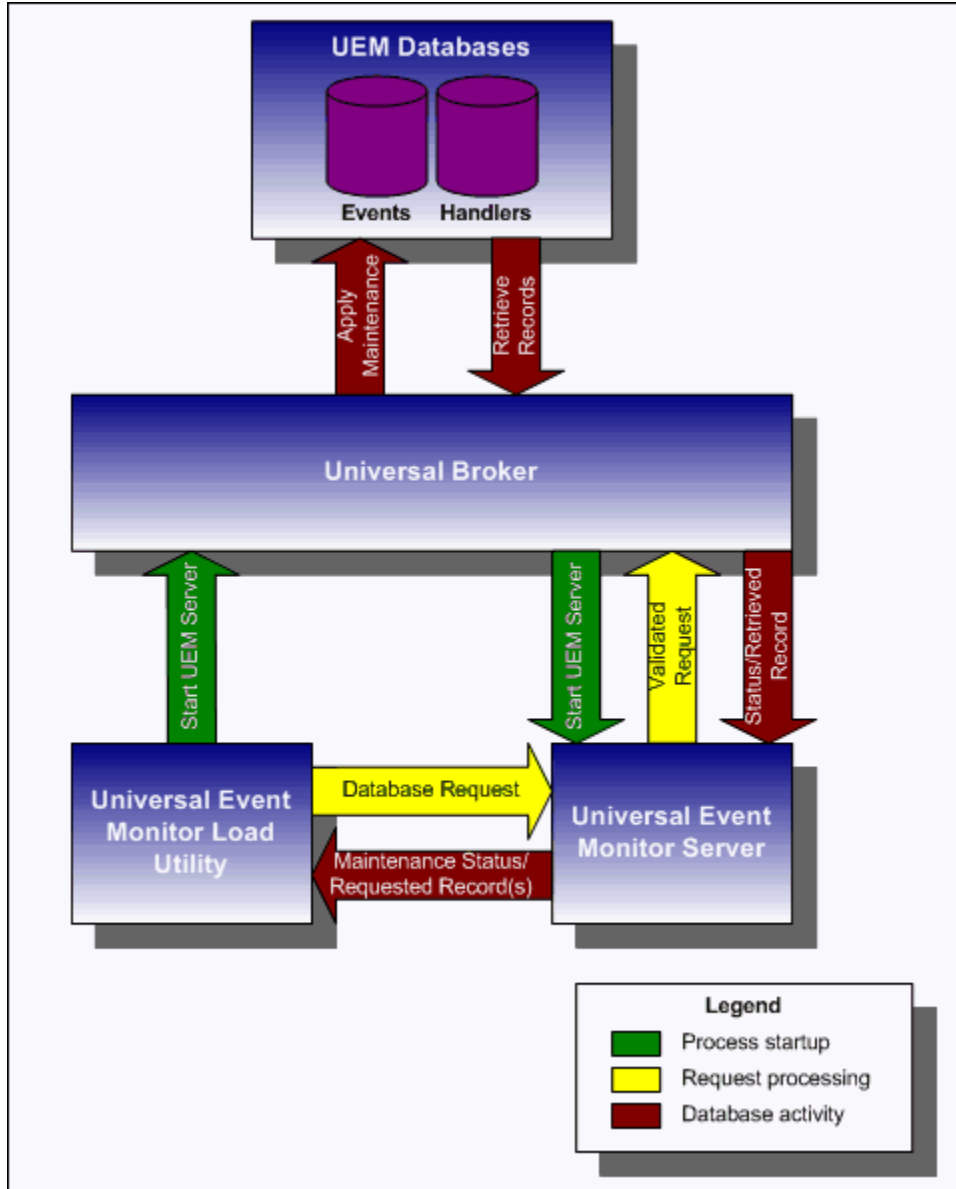 UEM Databases
Events
Handlers
Apply
Maintenance
Retrieve
Records
Universal Broker
Start UEM Server
Start UEM Server
Validated
Request
Status/Retrieved
Record
Universal Event
Monitor Load
Utility
Database Request
Maintenance Status/
Requested Record(s)
Universal Event
Monitor Server
Legend
Process startup
Request processing
Database activity